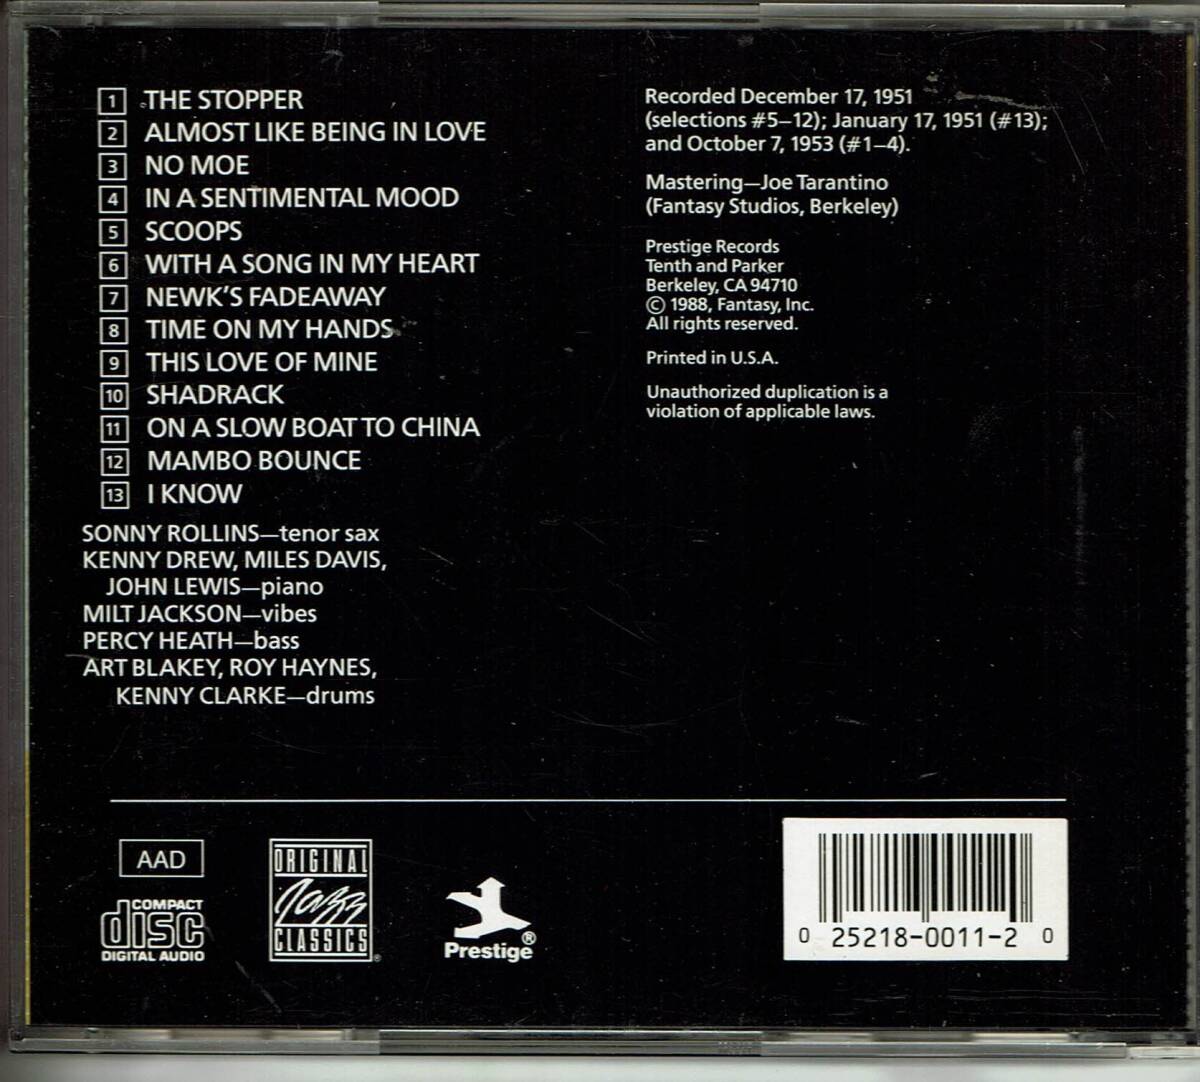 1 THE STOPPER
2 ALMOST LIKE BEING IN LOVE
3 NO MOE
4 IN A SENTIMENTAL MOOD
5 SCOOPS
6 WITH A SONG IN MY HEART
7 NEWK'S FADEAWAY
8 TIME ON MY HANDS
9 THIS LOVE OF MINE
10 SHADRACK
11 ON A SLOW BOAT TO CHINA
12 MAMBO BOUNCE
13 I KNOW
SONNY ROLLINS—tenor sax
KENNY DREW, MILES DAVIS,
JOHN LEWIS—piano
MILT JACKSON—vibes
PERCY HEATH—bass
ART BLAKEY, ROY HAYNES,
KENNY CLARKE—drums
Recorded December 17, 1951
(selections #5–12); January 17, 1951 (#13);
and October 7, 1953 (#1–4).
Mastering—Joe Tarantino
(Fantasy Studios, Berkeley)
Prestige Records
Tenth and Parker
Berkeley, CA 94710
© 1988, Fantasy, Inc.
All rights reserved.
Printed in U.S.A.
Unauthorized duplication is a
violation of applicable laws.
AAD
COMPACT
disc
DIGITAL AUDIO
ORIGINAL
Jazz
CLASSICS®
Prestige®
0 25218-0011-2 0